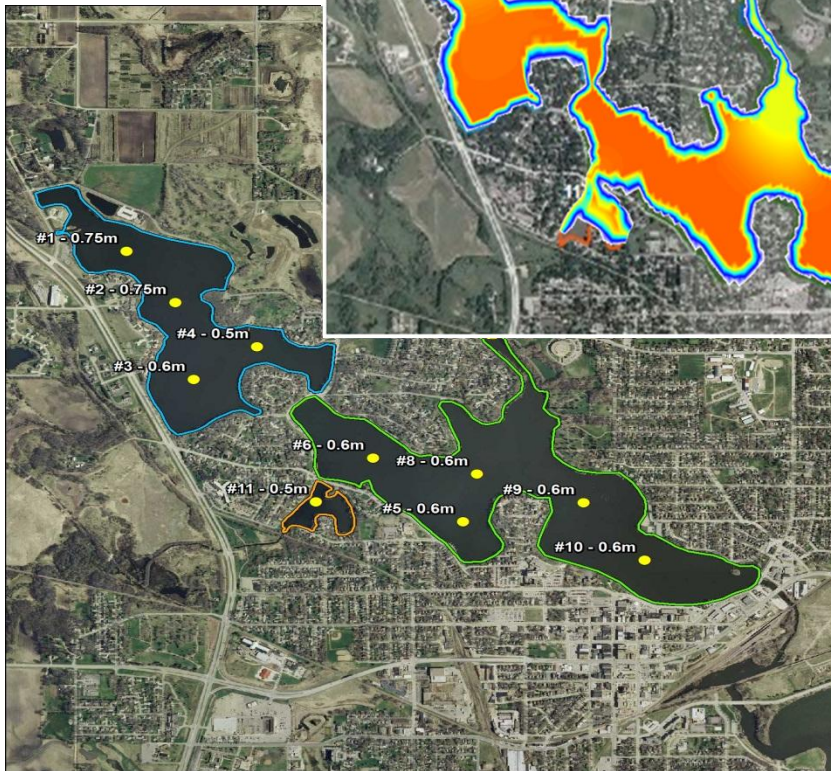 11
#1 - 0.75m
#2 - 0.75m
#4 - 0.5m
#3 - 0.6m
#6 - 0.6m
#8 - 0.6m
#11 - 0.5m
#9 - 0.6m
#5 - 0.6m
#10 - 0.6m